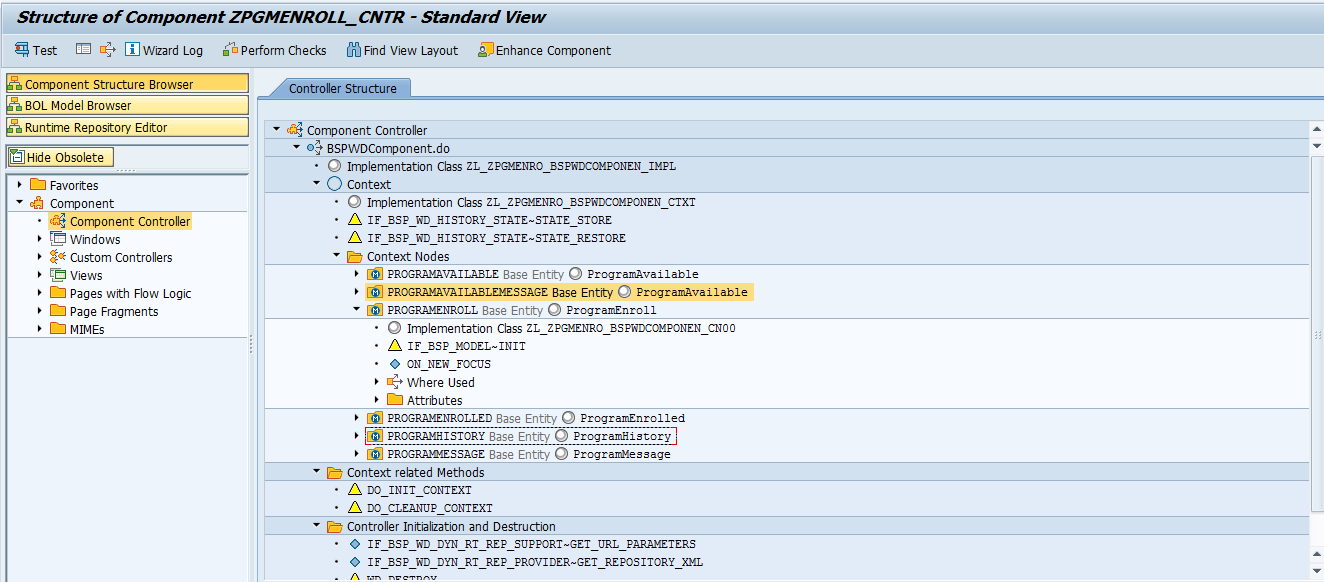 Structure of Component ZPGMENROLL_CNTR - Standard View
Test Wizard Log Perform Checks Find View Layout Enhance Component
Component Structure Browser
BOL Model Browser
Runtime Repository Editor
Hide Obsolete
Favorites
Component
Component Controller
Windows
Custom Controllers
Views
Pages with Flow Logic
Page Fragments
MIMEs
Controller Structure
Component Controller
BSPWDComponent.do
Implementation Class ZL_ZPGMENRO_BSPWDCOMPONEN_IMPL
Context
Implementation Class ZL_ZPGMENRO_BSPWDCOMPONEN_CTXT
IF_BSP_WD_HISTORY_STATE~STATE_STORE
IF_BSP_WD_HISTORY_STATE~STATE_RESTORE
Context Nodes
PROGRAMAVAILABLE Base Entity ProgramAvailable
PROGRAMAVAILABLEMESSAGE Base Entity ProgramAvailable
PROGRAMENROLL Base Entity ProgramEnroll
Implementation Class ZL_ZPGMENRO_BSPWDCOMPONEN_CN00
IF_BSP_MODEL~INIT
ON_NEW_FOCUS
Where Used
Attributes
PROGRAMENROLLED Base Entity ProgramEnrolled
PROGRAMHISTORY Base Entity ProgramHistory
PROGRAMMESSAGE Base Entity ProgramMessage
Context related Methods
DO_INIT_CONTEXT
DO_CLEANUP_CONTEXT
Controller Initialization and Destruction
IF_BSP_WD_DYN_RT_REP_SUPPORT~GET_URL_PARAMETERS
IF_BSP_WD_DYN_RT_REP_PROVIDER~GET_REPOSITORY_XML
WD_DESTROY